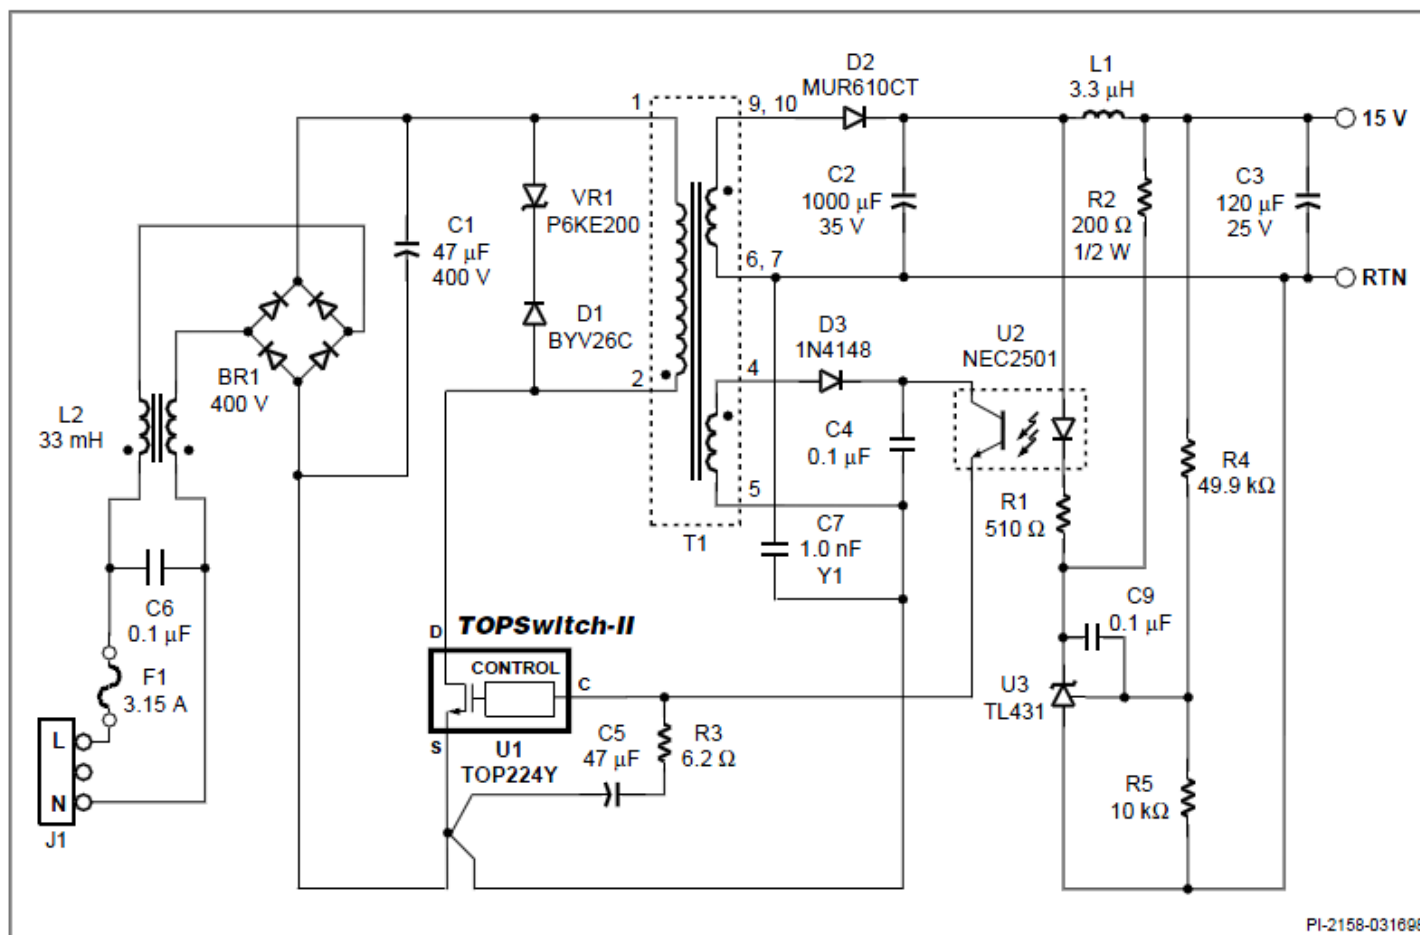 D2
MUR610CT
L1
3.3 µH
1
9, 10
15 V
VR1
P6KE200
C1
47 µF
400 V
C2
1000 µF
35 V
R2
200 Ω
1/2 W
C3
120 µF
25 V
6, 7
RTN
D1
BYV26C
D3
1N4148
U2
NEC2501
BR1
400 V
2
4
L2
33 mH
C4
0.1 µF
R4
49.9 kΩ
5
R1
510 Ω
T1
C7
1.0 nF
Y1
C6
0.1 µF
C9
0.1 µF
TOPSwitch-II
D
CONTROL
C
F1
3.15 A
U3
TL431
L
S
U1
TOP224Y
C5
47 µF
R3
6.2 Ω
N
R5
10 kΩ
J1
PI-2158-031698